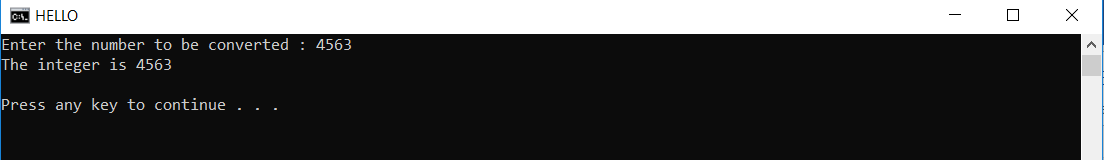 HELLO
Enter the number to be converted : 4563
The integer is 4563
Press any key to continue . . .